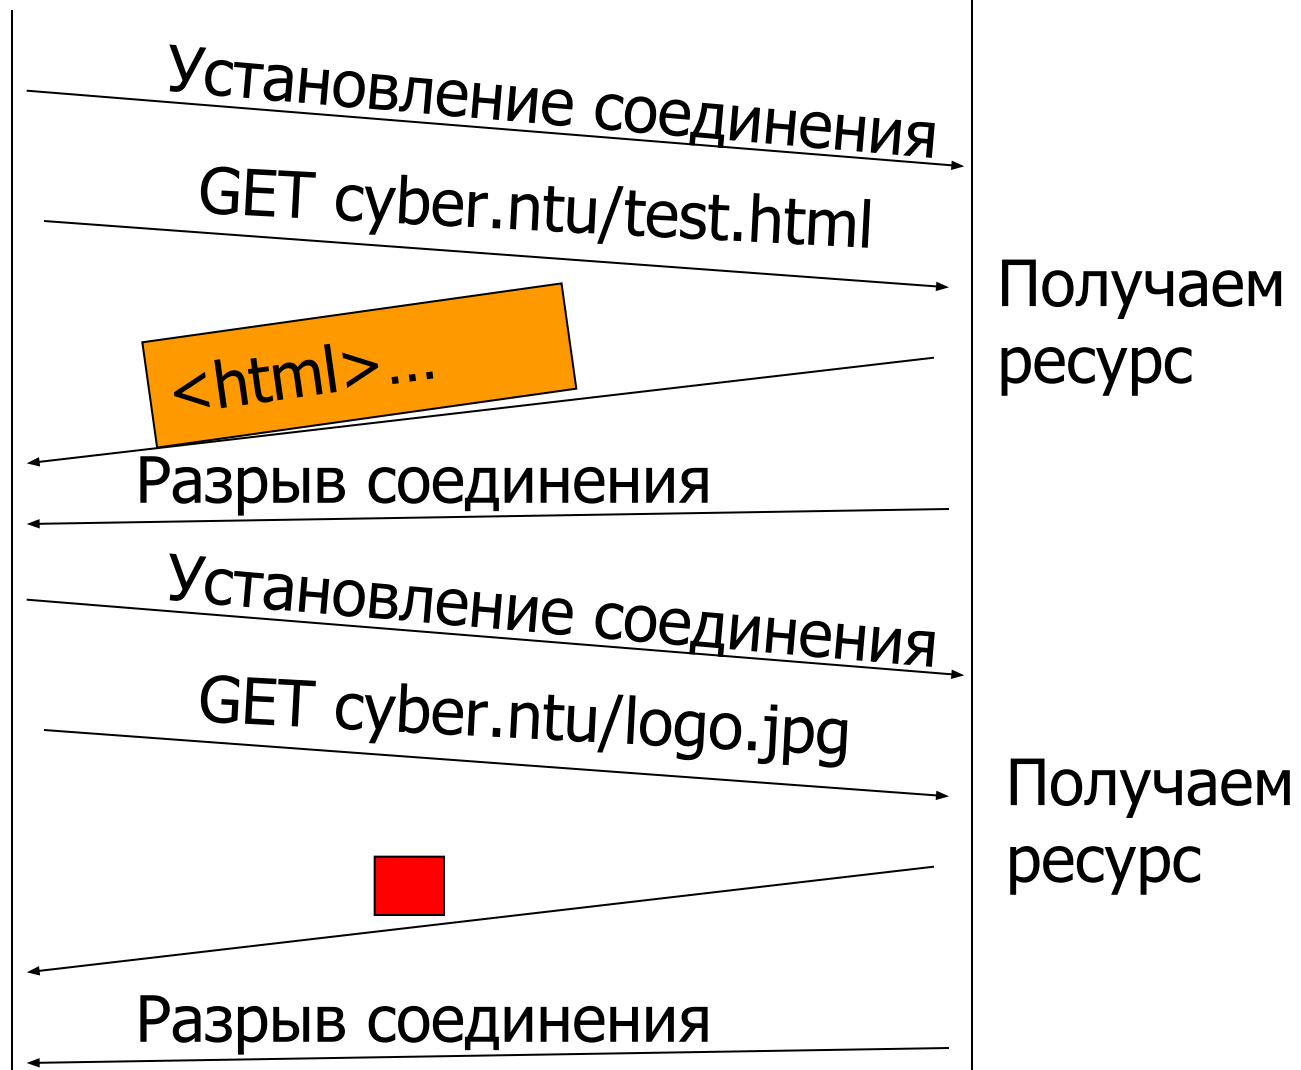 Установление соединения
GET cyber.ntu/test.html
Получаем
ресурс
<html>...
Разрыв соединения
Установление соединения
GET cyber.ntu/logo.jpg
Получаем
ресурс
Разрыв соединения